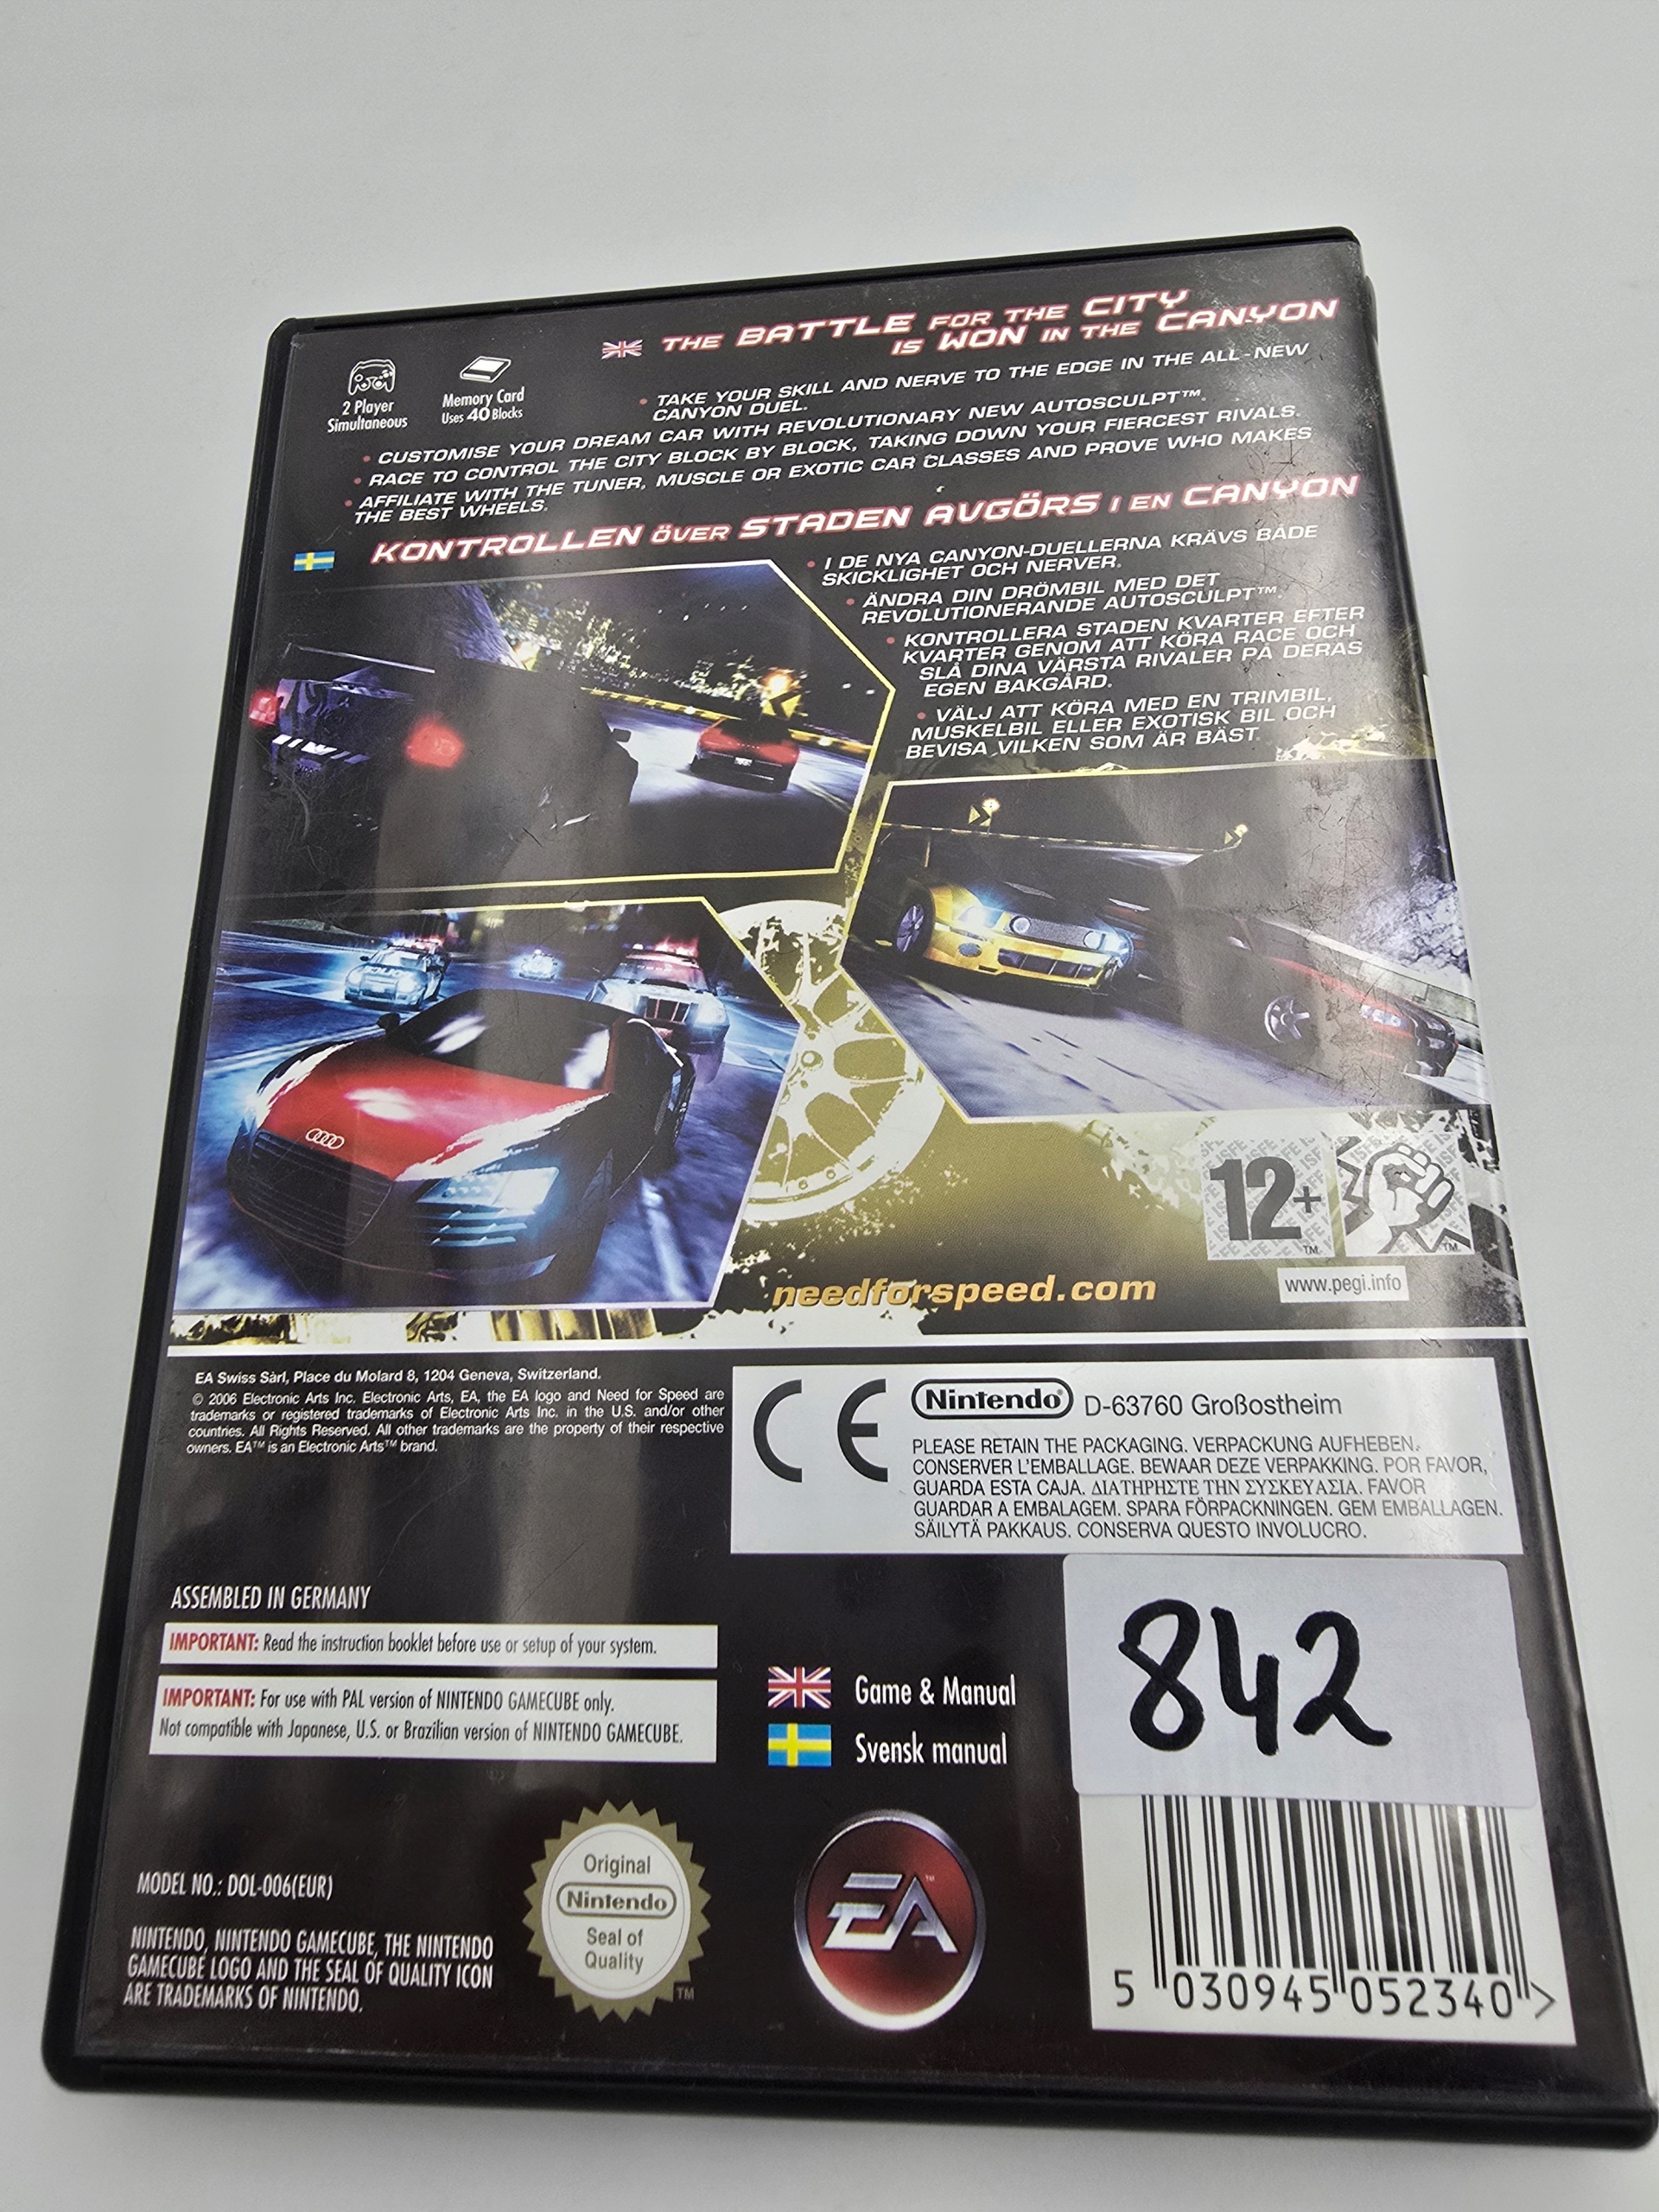 THE BATTLE FOR THE CITY
IS WON IN THE CANYON
2 Player
Simultaneous
Memory Card
Uses 40 Blocks
• TAKE YOUR SKILL AND NERVE TO THE EDGE IN THE ALL-NEW
CANYON DUEL.
• CUSTOMISE YOUR DREAM CAR WITH REVOLUTIONARY NEW AUTOSCULPT™.
• RACE TO CONTROL THE CITY BLOCK BY BLOCK, TAKING DOWN YOUR FIERCEST RIVALS.
• AFFILIATE WITH THE TUNER, MUSCLE OR EXOTIC CAR CLASSES AND PROVE WHO MAKES
THE BEST WHEELS.
KONTROLLEN ÖVER STADEN AVGÖRS I EN CANYON
• I DE NYA CANYON-DUELLERNA KRÄVS BÅDE
SKICKLIGHET OCH NERVER.
• ÄNDRA DIN DRÖMBIL MED DET
REVOLUTIONERANDE AUTOSCULPT™.
• KONTROLLERA STADEN KVARTER EFTER
KVARTER GENOM ATT KÖRA RACE OCH
SLÅ DINA VÄRSTA RIVALER PÅ DERAS
EGEN BAKGÅRD.
• VÄLJ ATT KÖRA MED EN TRIMBIL,
MUSKELBIL ELLER EXOTISK BIL OCH
BEVISA VILKEN SOM ÄR BÄST.
12+
™
™
www.pegi.info
needforspeed.com
EA Swiss Sàrl, Place du Molard 8, 1204 Geneva, Switzerland.
© 2006 Electronic Arts Inc. Electronic Arts, EA, the EA logo and Need for Speed are
trademarks or registered trademarks of Electronic Arts Inc. in the U.S. and/or other
countries. All Rights Reserved. All other trademarks are the property of their respective
owners. EA™ is an Electronic Arts™ brand.
CE
Nintendo® D-63760 Großostheim
PLEASE RETAIN THE PACKAGING. VERPACKUNG AUFHEBEN.
CONSERVER L'EMBALLAGE. BEWAAR DEZE VERPAKKING. POR FAVOR,
GUARDA ESTA CAJA. ΔΙΑΤΗΡΗΣΤΕ ΤΗΝ ΣΥΣΚΕΥΑΣΙΑ. FAVOR
GUARDAR A EMBALAGEM. SPARA FÖRPACKNINGEN. GEM EMBALLAGEN.
SÄILYTÄ PAKKAUS. CONSERVA QUESTO INVOLUCRO.
ASSEMBLED IN GERMANY
IMPORTANT: Read the instruction booklet before use or setup of your system.
IMPORTANT: For use with PAL version of NINTENDO GAMECUBE only.
Not compatible with Japanese, U.S. or Brazilian version of NINTENDO GAMECUBE.
Game & Manual
Svensk manual
842
MODEL NO.: DOL-006(EUR)
NINTENDO, NINTENDO GAMECUBE, THE NINTENDO
GAMECUBE LOGO AND THE SEAL OF QUALITY ICON
ARE TRADEMARKS OF NINTENDO.
Original
Nintendo
Seal of
Quality
TM
EA™
5 030945 052340 >